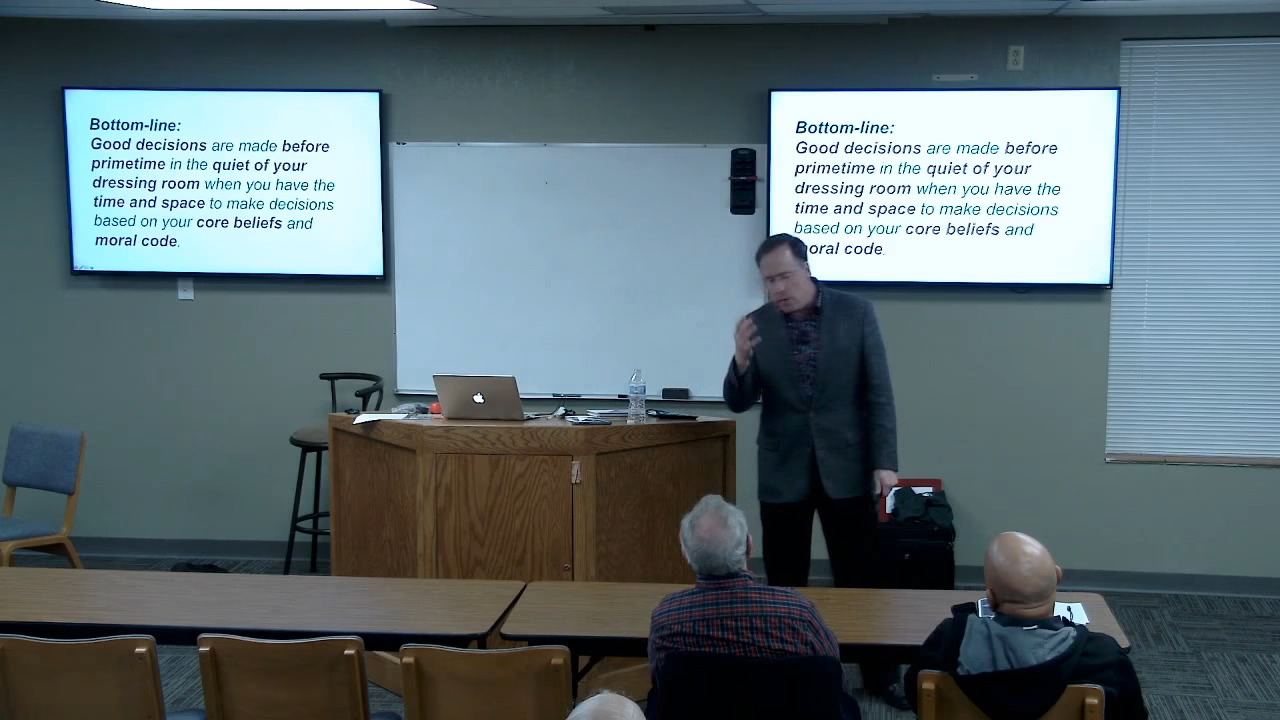 Bottom-line:
Good decisions are made before
primetime in the quiet of your
dressing room when you have the
time and space to make decisions
based on your core beliefs and
moral code.
Bottom-line:
Good decisions are made before
primetime in the quiet of your
dressing room when you have the
time and space to make decisions
based on your core beliefs and
moral code.